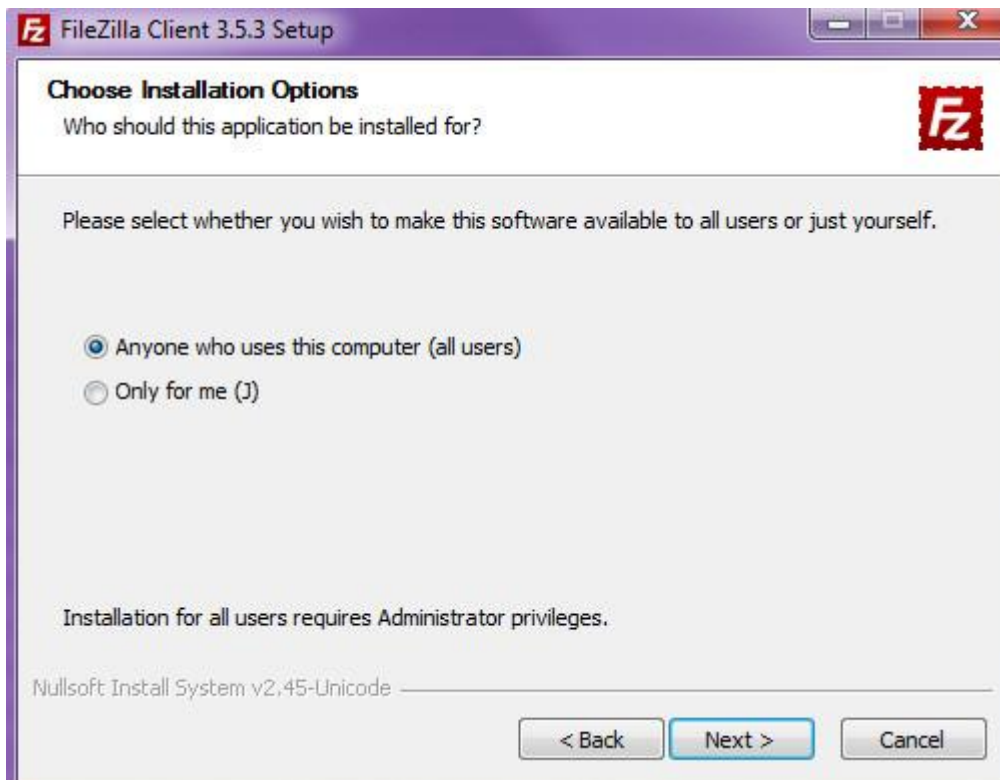 FileZilla Client 3.5.3 Setup
Choose Installation Options
Who should this application be installed for?
Fz
Please select whether you wish to make this software available to all users or just yourself.
Anyone who uses this computer (all users)
Only for me (J)
Installation for all users requires Administrator privileges.
Nullsoft Install System v2.45-Unicode
< Back Next > Cancel